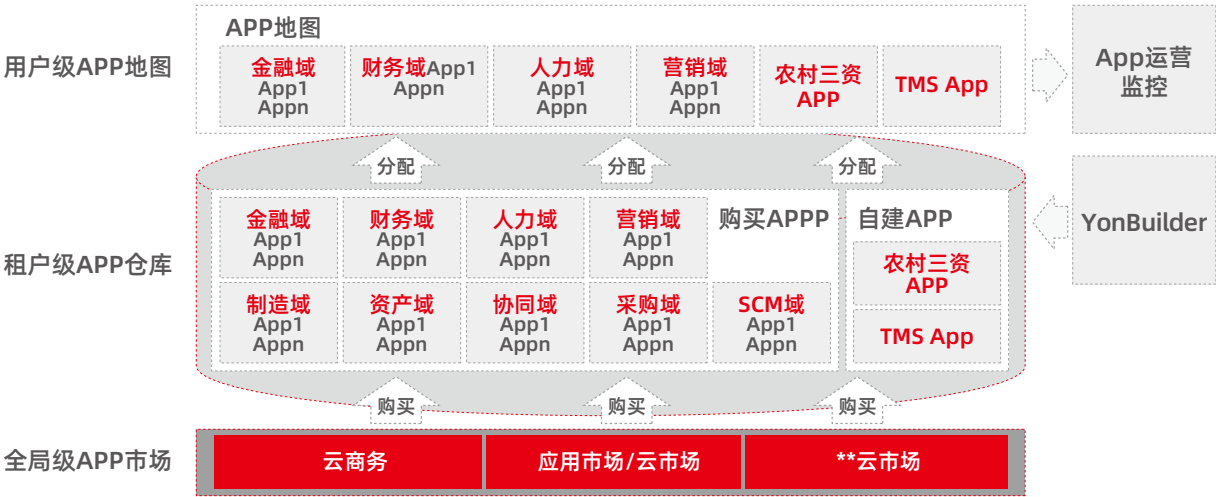 用户级APP地图
APP地图
金融域
App1
Appn
财务域App1
Appn
人力域
App1
Appn
营销域
App1
Appn
农村三资
APP
TMS App
App运营
监控
分配
分配
分配
租户级APP仓库
购买APPP
金融域
App1
Appn
财务域
App1
Appn
人力域
App1
Appn
营销域
App1
Appn
制造域
App1
Appn
资产域
App1
Appn
协同域
App1
Appn
采购域
App1
Appn
SCM域
App1
Appn
自建APP
农村三资
APP
TMS App
YonBuilder
购买
购买
购买
全局级APP市场
云商务
应用市场/云市场
**云市场